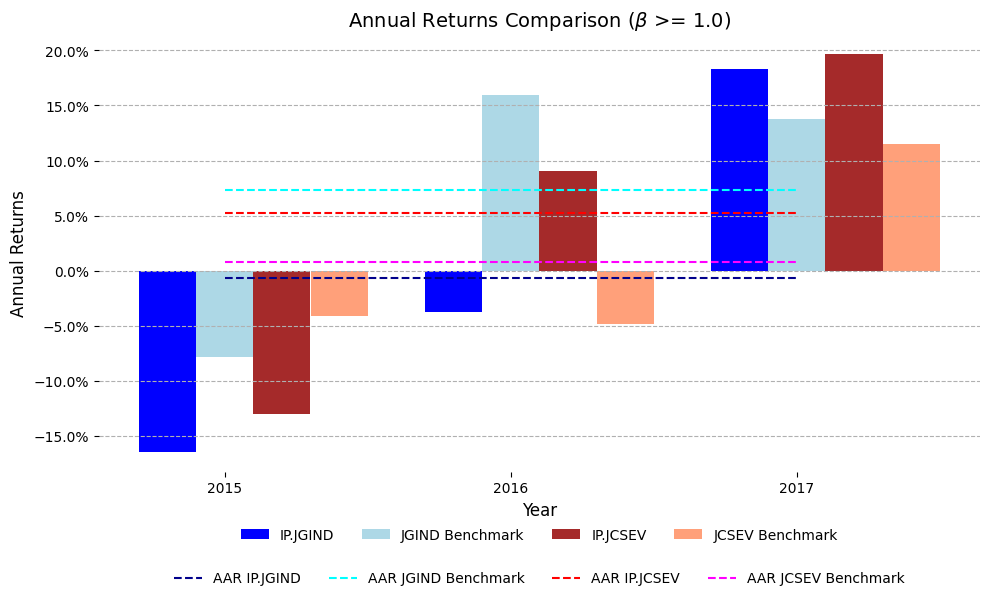 Annual Returns Comparison (β >= 1.0)
20.0%
15.0%
10.0%
5.0%
0.0%
−5.0%
−10.0%
−15.0%
Annual Returns
2015 2016 2017
Year
IP.JGIND JGIND Benchmark IP.JCSEV JCSEV Benchmark
AAR IP.JGIND AAR JGIND Benchmark AAR IP.JCSEV AAR JCSEV Benchmark